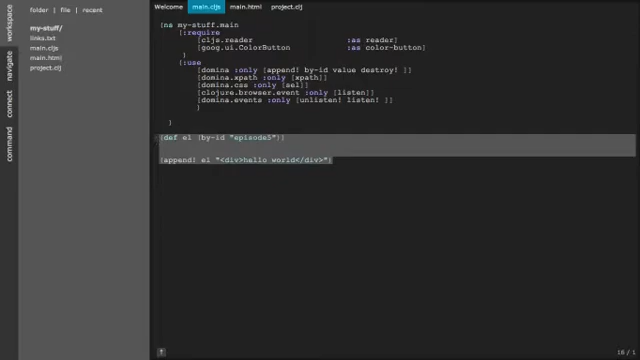 Welcome main.cljs main.html project.clj
workspace
navigate
connect
command
folder | file | recent
my-stuff/
links.txt
main.cljs
main.html
project.clj
(ns my-stuff.main
(:require
[cljs.reader :as reader]
[goog.ui.ColorButton :as color-button]
)
(:use
[domina :only [append! by-id value destroy! ]]
[domina.xpath :only [xpath]]
[domina.css :only [sel]]
[clojure.browser.event :only [listen]]
[domina.events :only [unlisten! listen! ]]
)
)
(def el (by-id "episode5"))
(append! el "<div>hello world</div>")
16 / 1